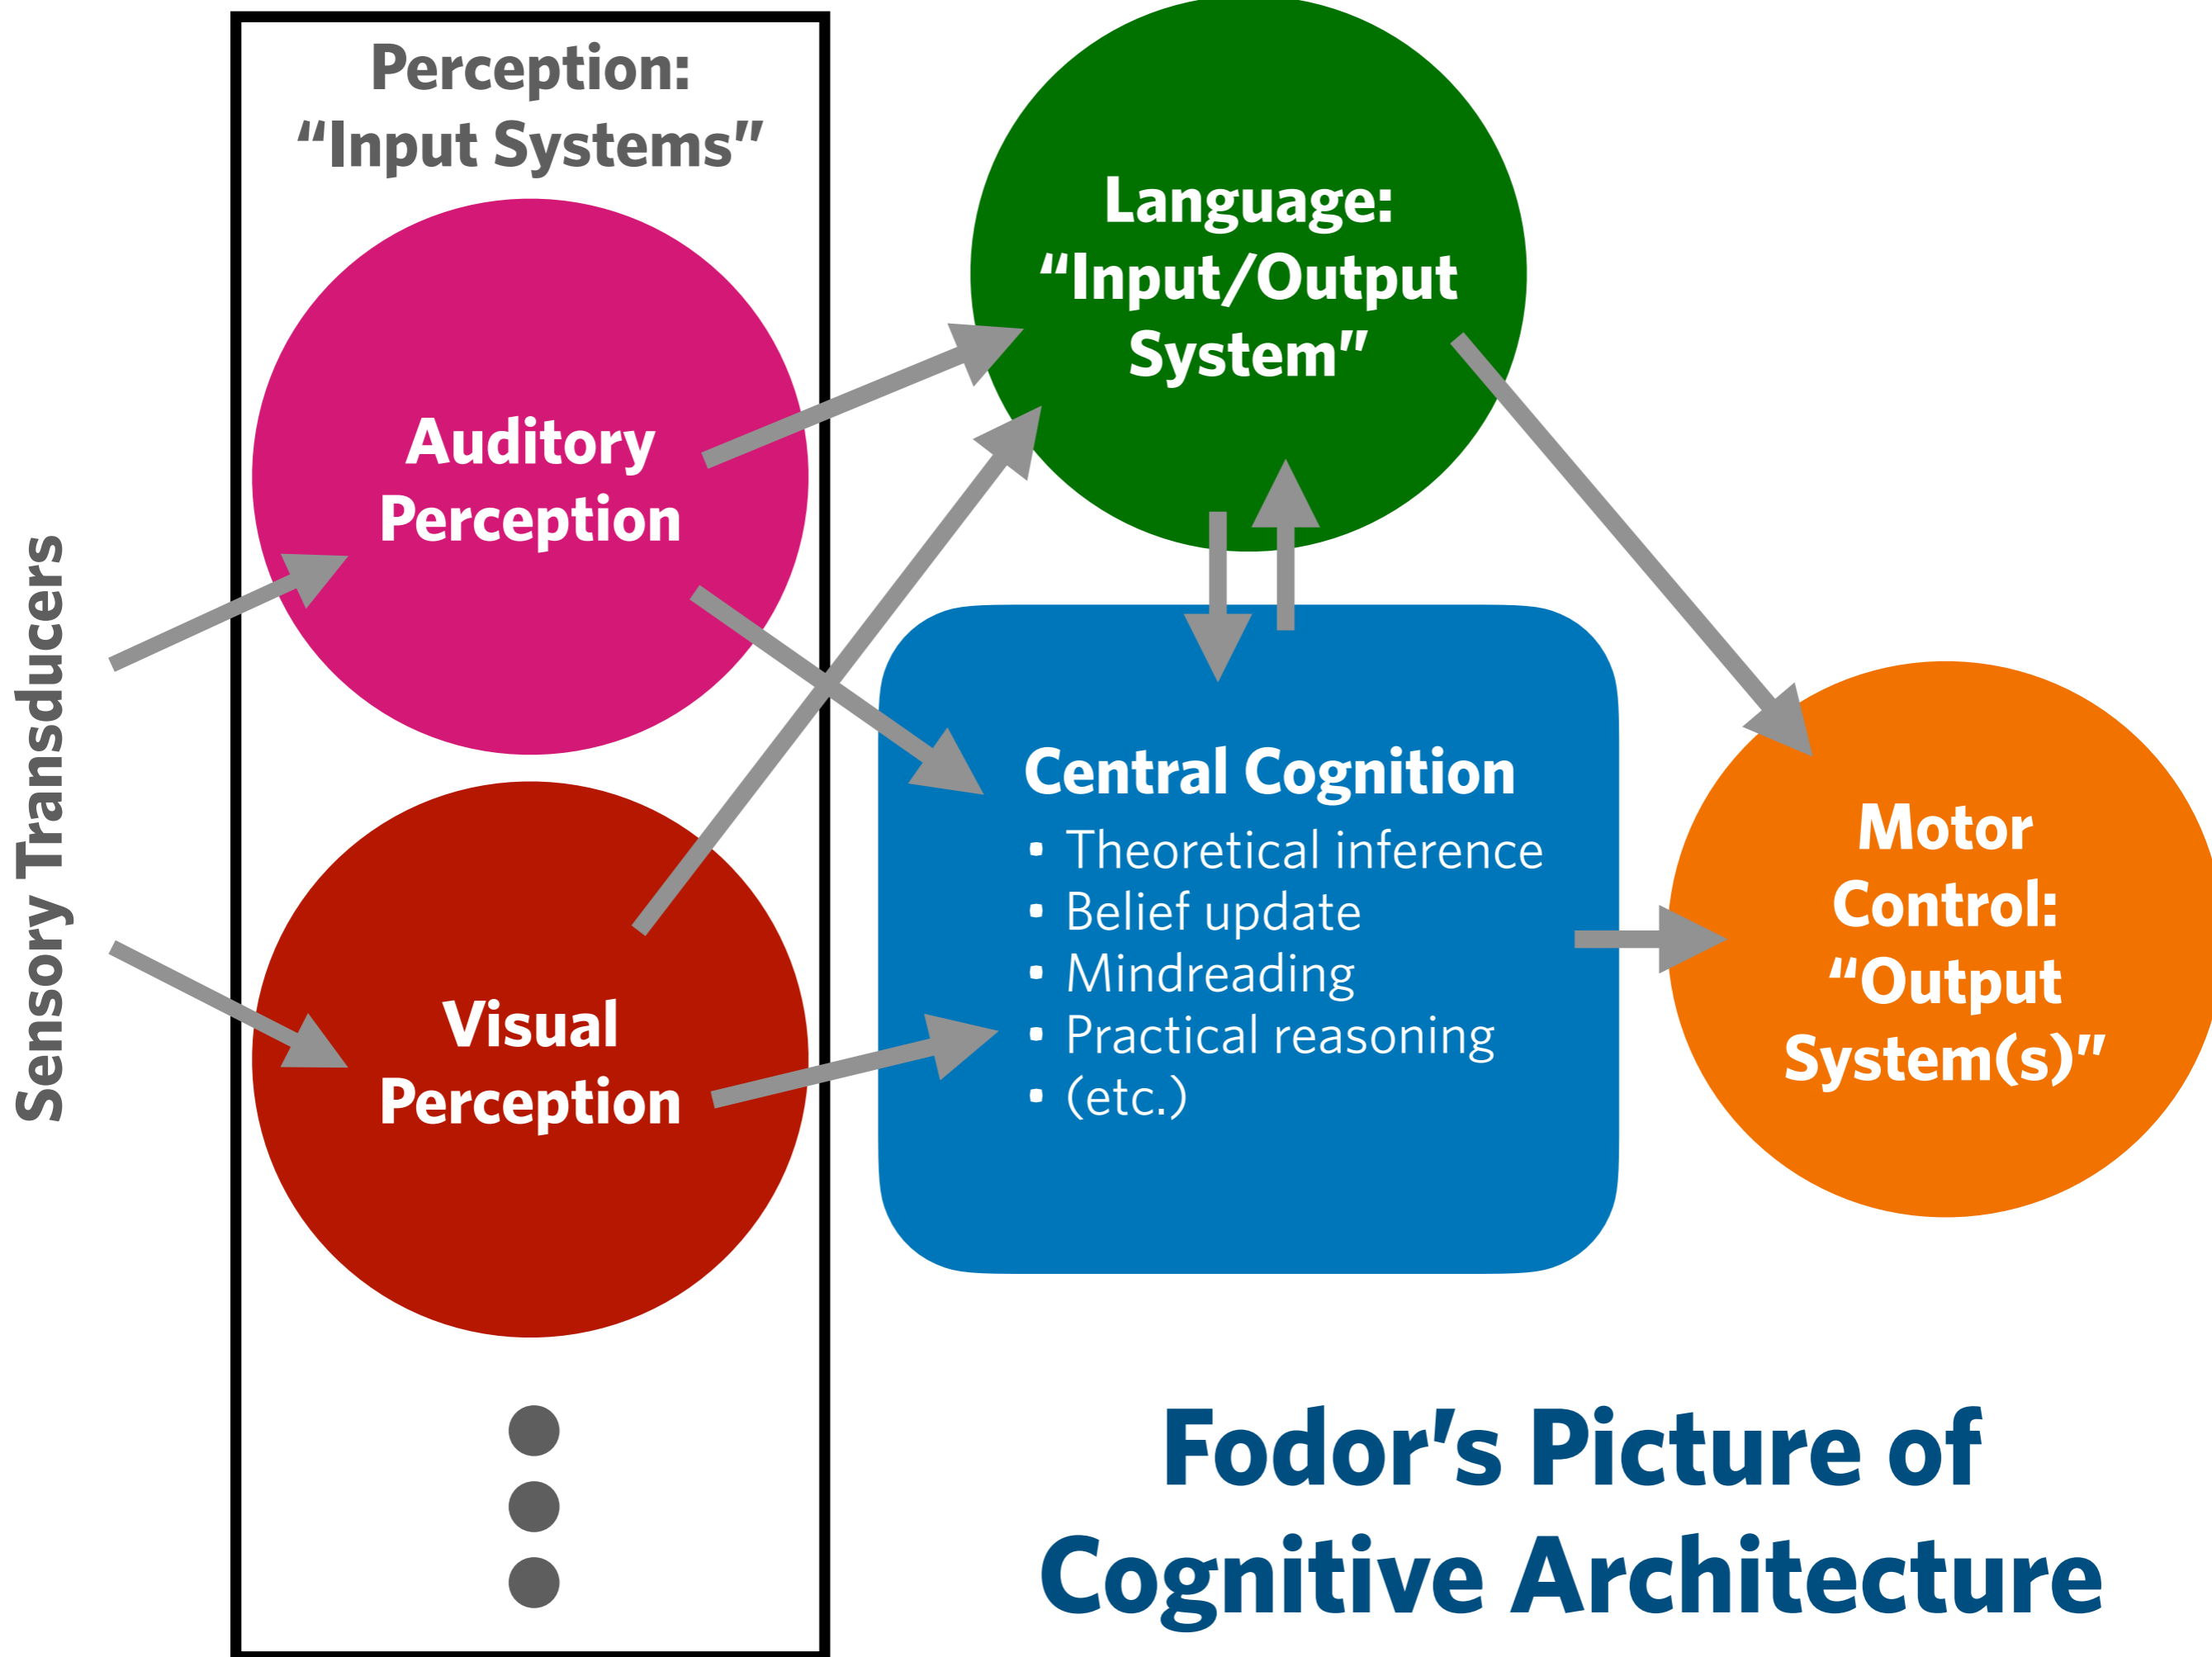 Sensory Transducers
Perception:
“Input Systems”
Auditory
Perception
Visual
Perception
Language:
“Input/Output
System”
Central Cognition
• Theoretical inference
• Belief update
• Mindreading
• Practical reasoning
• (etc.)
Motor
Control:
“Output
System(s)”
Fodor’s Picture of
Cognitive Architecture